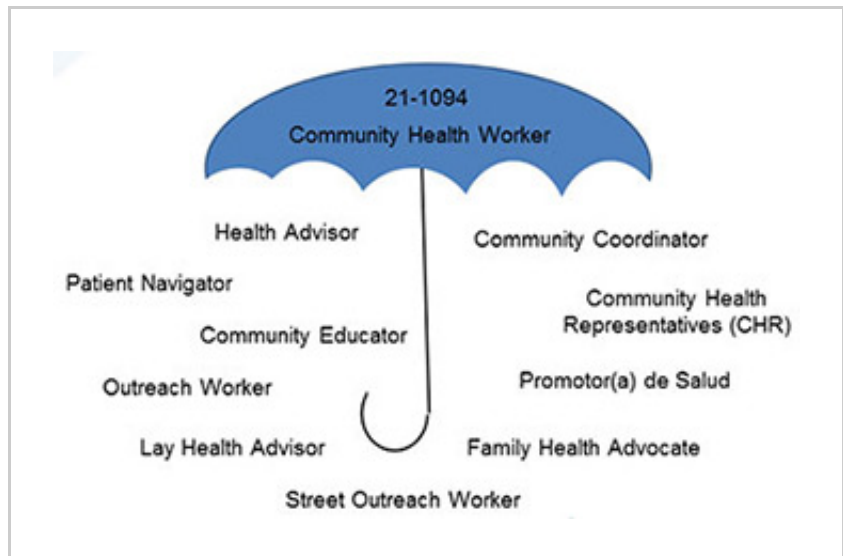 21-1094
Community Health Worker
Health Advisor
Community Coordinator
Patient Navigator
Community Health
Representatives (CHR)
Community Educator
Outreach Worker
Promotor(a) de Salud
Lay Health Advisor
Family Health Advocate
Street Outreach Worker